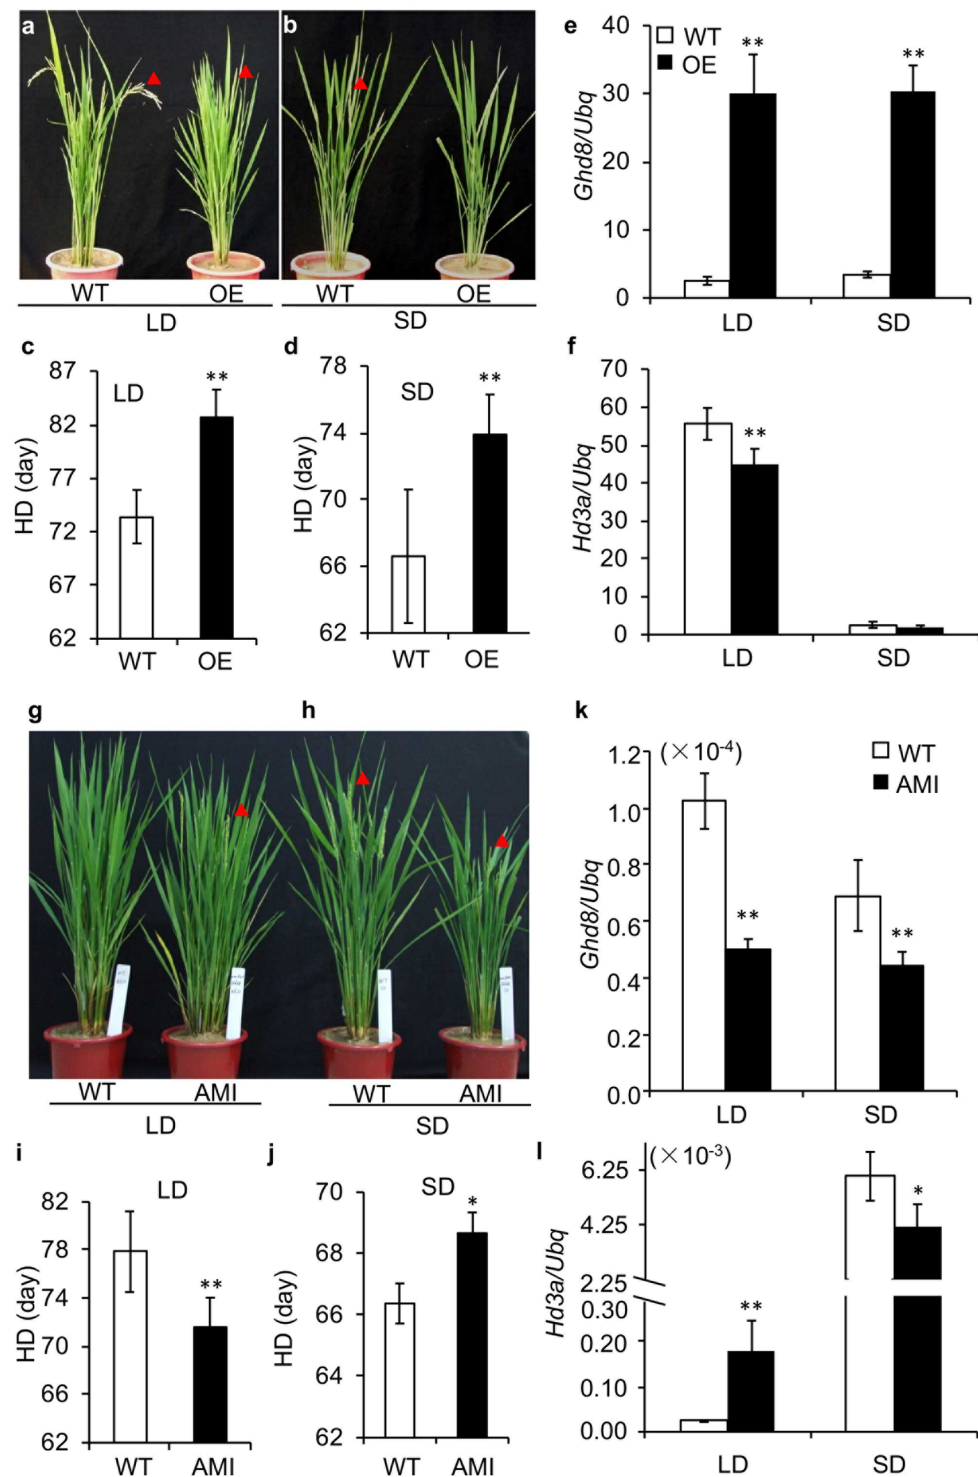 a
b
WT
OE
WT
OE
LD
SD
e
WT
OE
40
30
20
10
0
Ghd8/Ubq
**
**
LD
SD
c
LD
87
82
77
72
67
62
HD (day)
**
WT
OE
d
SD
78
74
70
66
62
HD (day)
**
WT
OE
f
70
60
50
40
30
20
10
0
Hd3a/Ubq
**
LD
SD
g
h
WT
AMI
WT
AMI
LD
SD
k
(×10-4)
WT
AMI
1.2
1.0
0.8
0.6
0.4
0.2
0.0
Ghd8/Ubq
**
**
LD
SD
i
LD
82
78
74
70
66
62
HD (day)
**
WT
AMI
j
SD
70
68
66
64
62
HD (day)
*
WT
AMI
l
(×10-3)
6.25
4.25
2.25
0.30
0.20
0.10
0.00
Hd3a/Ubq
**
*
LD
SD